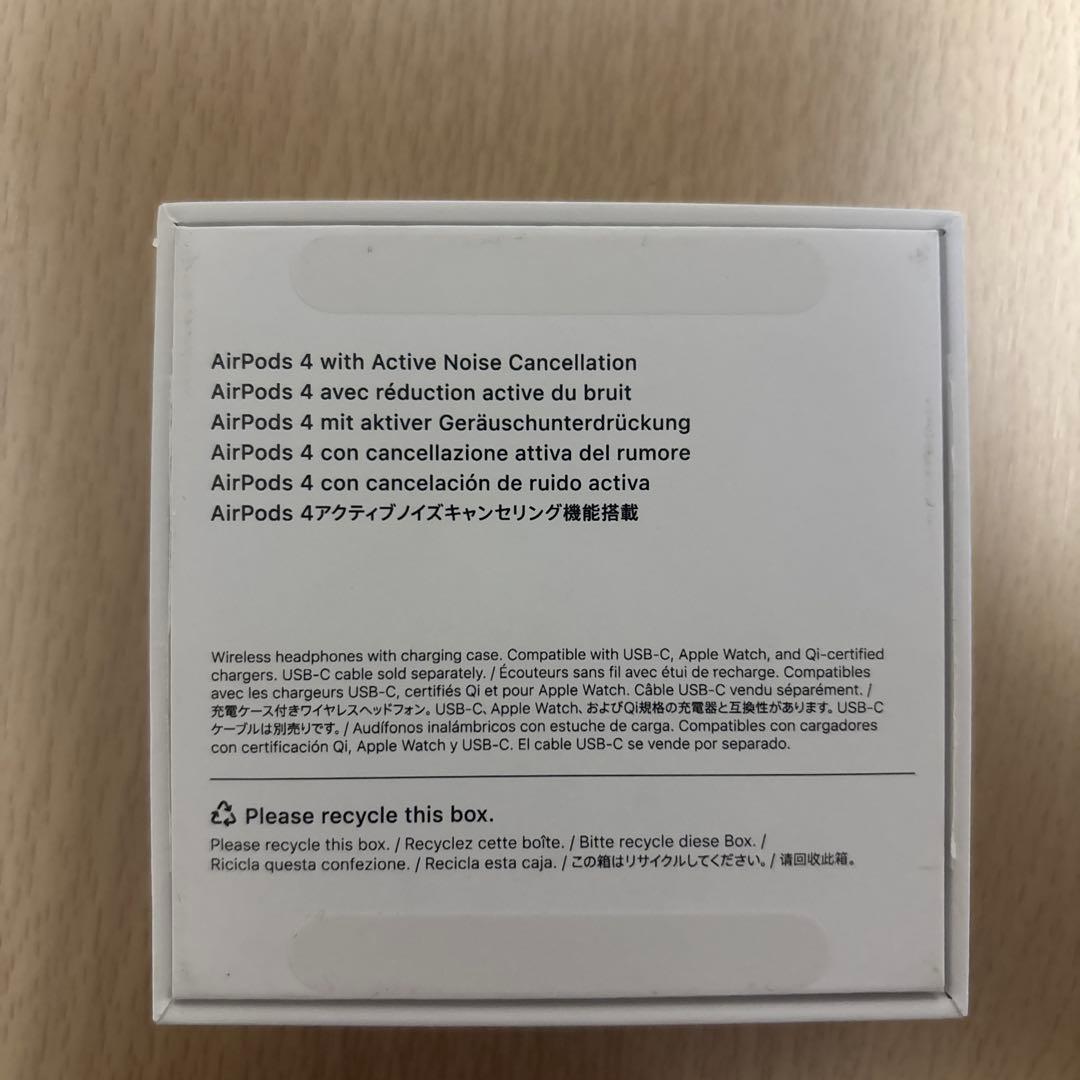 AirPods 4 with Active Noise Cancellation
AirPods 4 avec réduction active du bruit
AirPods 4 mit aktiver Geräuschunterdrückung
AirPods 4 con cancellazione attiva del rumore
AirPods 4 con cancelación de ruido activa
AirPods 4アクティブノイズキャンセリング機能搭載
Wireless headphones with charging case. Compatible with USB-C, Apple Watch, and Qi-certified
chargers. USB-C cable sold separately. / Écouteurs sans fil avec étui de recharge. Compatibles
avec les chargeurs USB-C, certifiés Qi et pour Apple Watch. Câble USB-C vendu séparément. /
充電ケース付きワイヤレスヘッドフォン。USB-C、Apple Watch、およびQi規格の充電器と互換性があります。USB-C
ケーブルは別売りです。/ Audífonos inalámbricos con estuche de carga. Compatibles con cargadores
con certificación Qi, Apple Watch y USB-C. El cable USB-C se vende por separado.
Please recycle this box.
Please recycle this box. / Recyclez cette boîte. / Bitte recycle diese Box. /
Ricicla questa confezione. / Recicla esta caja. / この箱はリサイクルしてください。/ 请回收此箱。